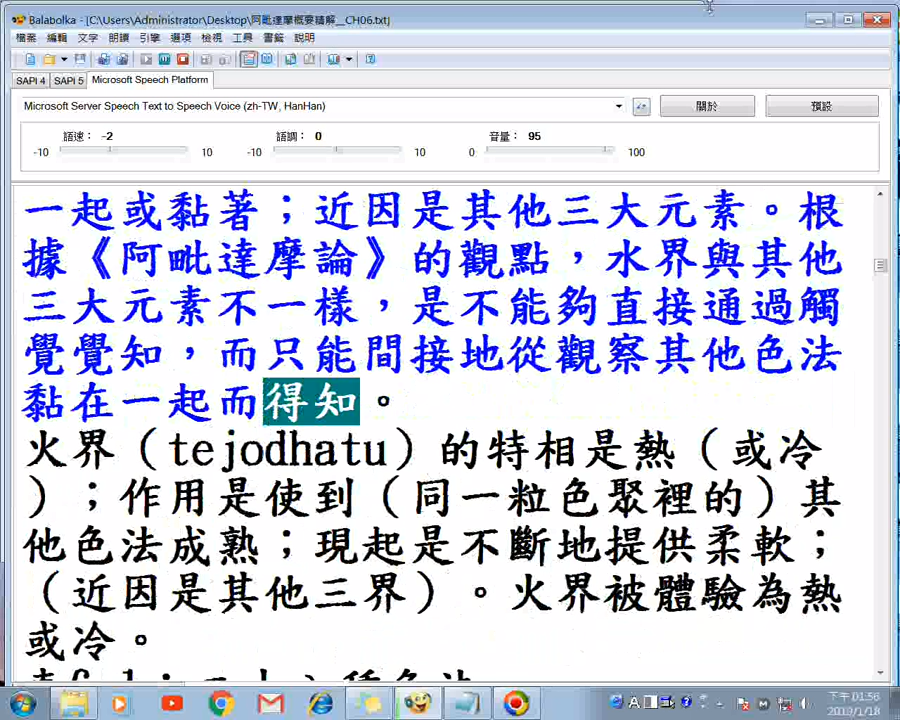 Balabolka - [C:\Users\Administrator\Desktop\阿毗達摩概要精解__CH06.txt]
檔案 編輯 文字 朗讀 引擎 選項 檢視 工具 書籤 說明
SAPI 4 SAPI 5 Microsoft Speech Platform
Microsoft Server Speech Text to Speech Voice (zh-TW, HanHan) 關於 預設
語速： -2 語調： 0 音量： 95
-10 10 -10 10 0 100
一起或黏著；近因是其他三大元素。根
據《阿毗達摩論》的觀點，水界與其他
三大元素不一樣，是不能夠直接通過觸
覺覺知，而只能間接地從觀察其他色法
黏在一起而得知。
火界（tejodhatu）的特相是熱（或冷
）；作用是使到（同一粒色聚裡的）其
他色法成熟；現起是不斷地提供柔軟；
（近因是其他三界）。火界被體驗為熱
或冷。
下午 01:56
2019/1/18